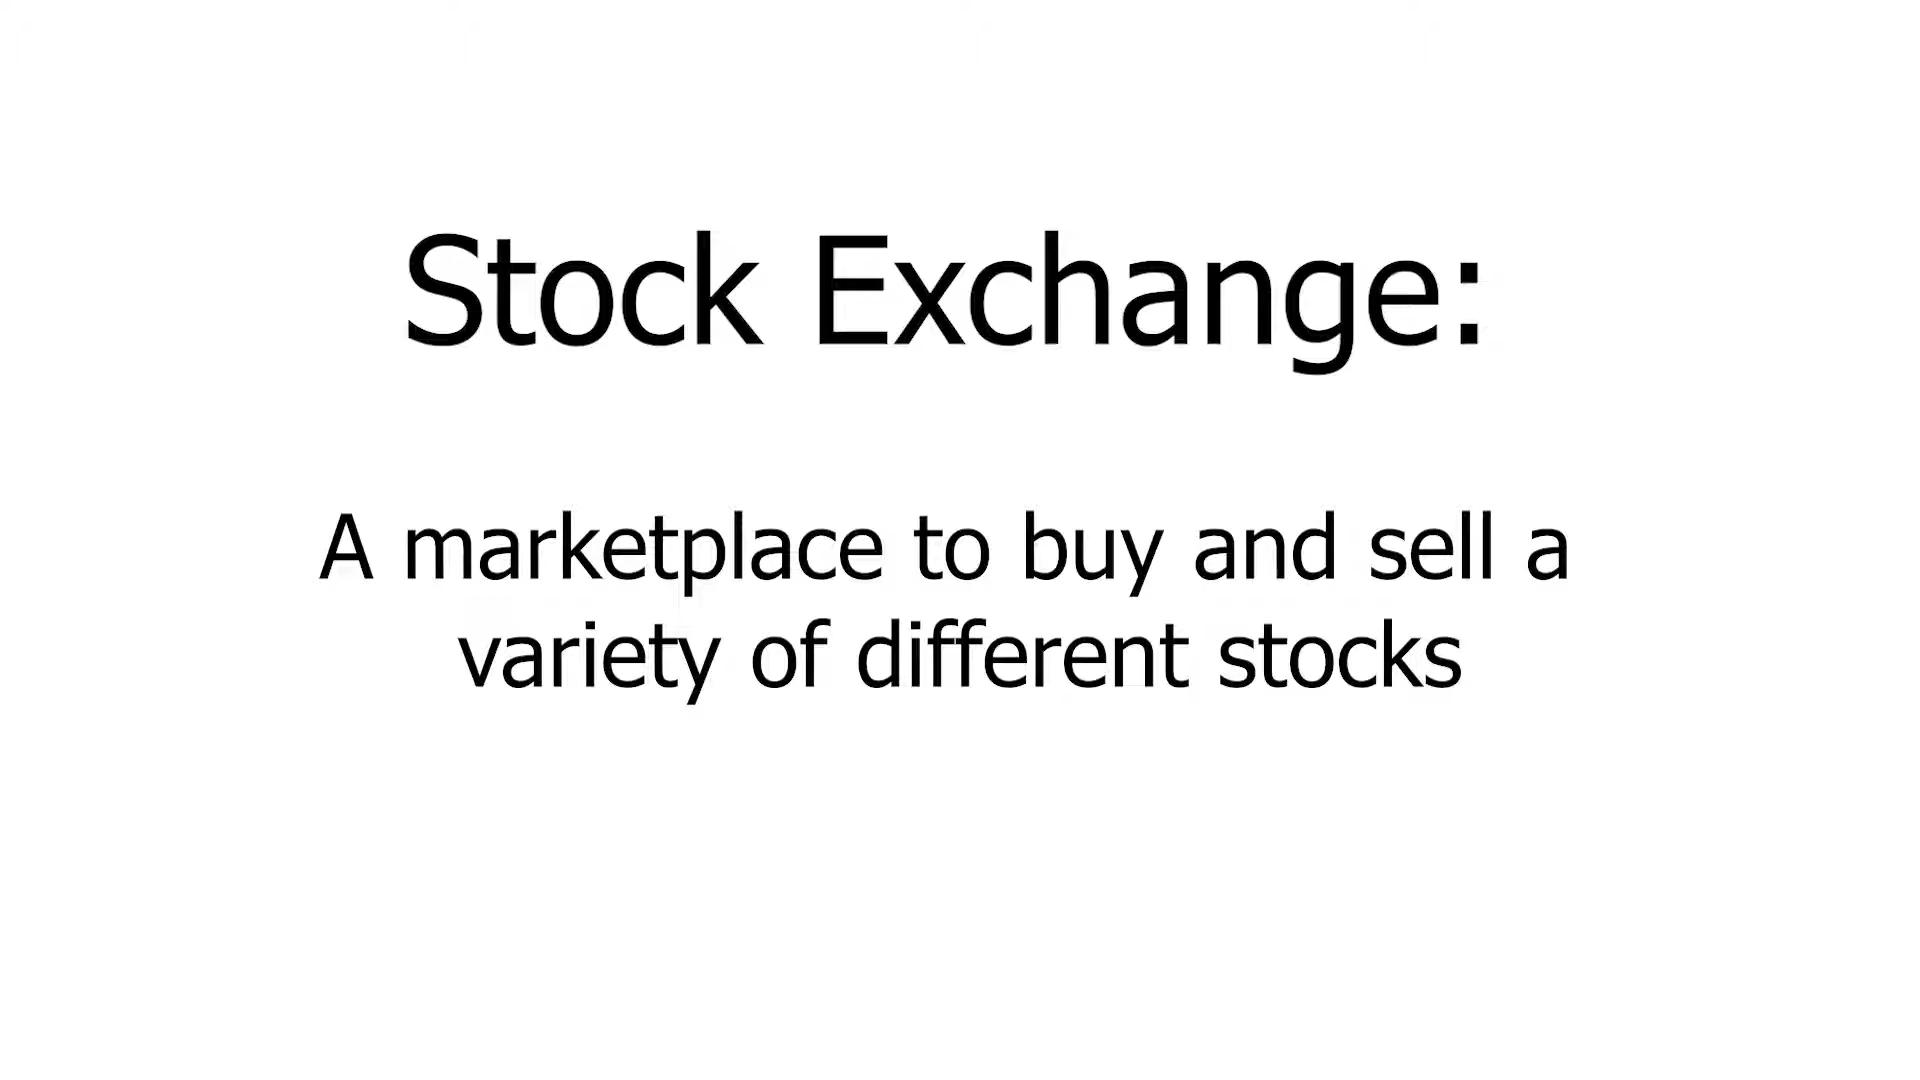 Stock Exchange:
A marketplace to buy and sell a
variety of different stocks